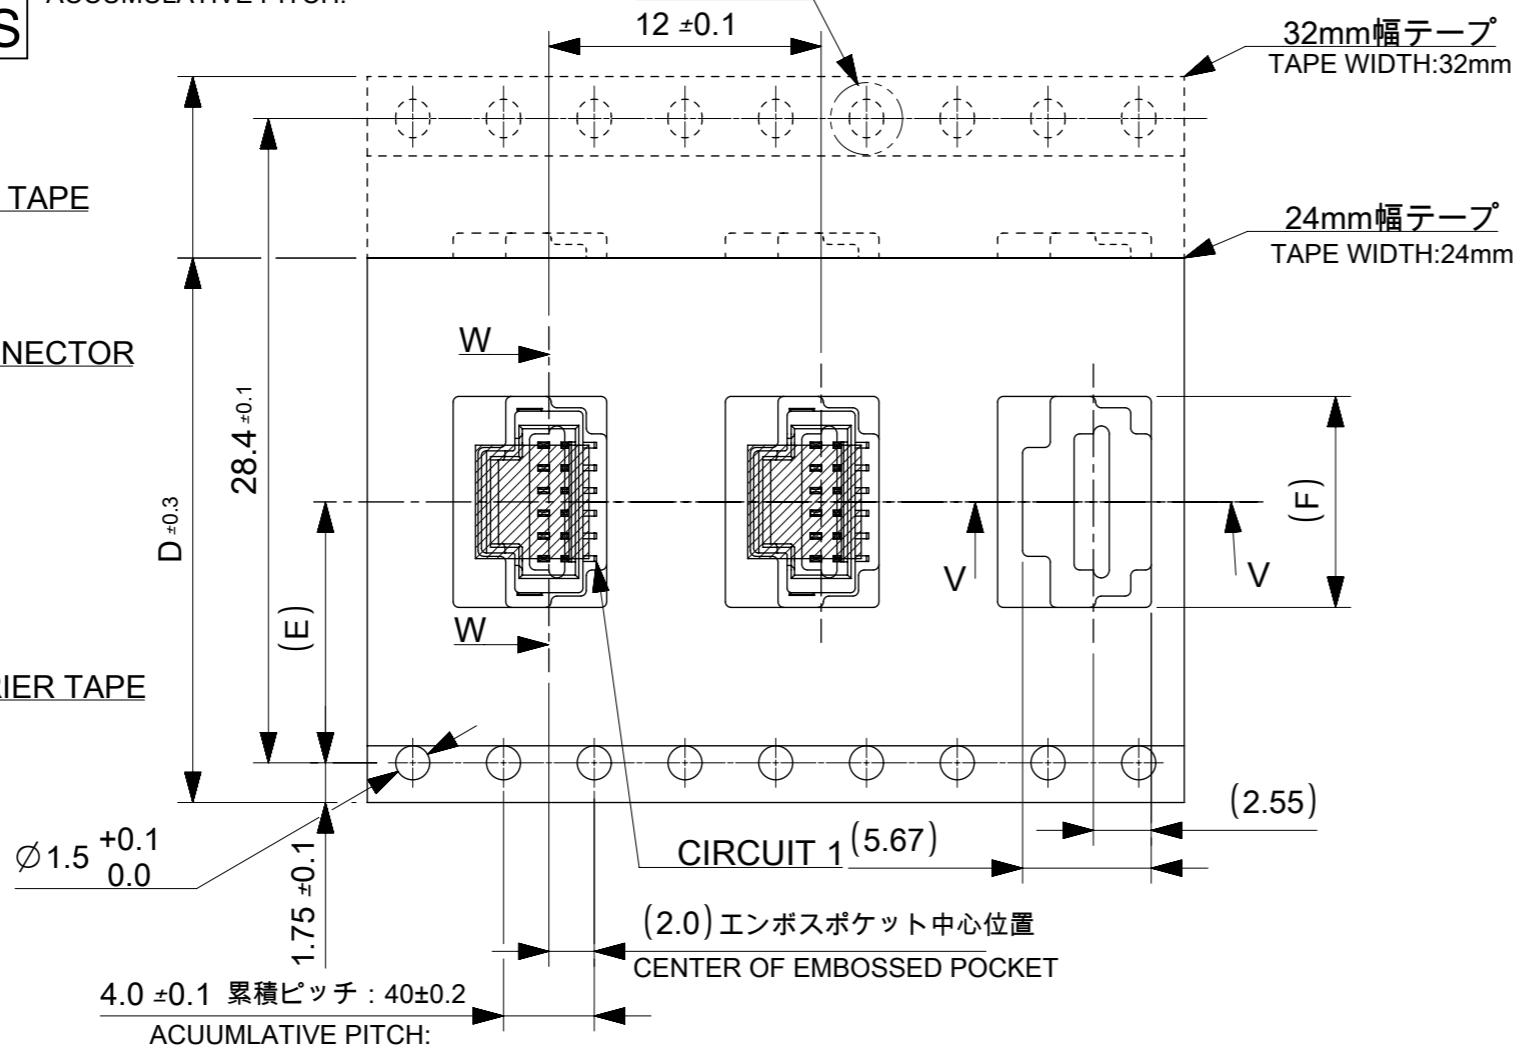 S
12 ±0.1
32mm幅テープ
TAPE WIDTH:32mm
TAPE
24mm幅テープ
TAPE WIDTH:24mm
W
NECTOR
28.4 ±0.1
D ±0.3
(F)
V
V
(E)
W
RIER TAPE
(2.55)
CIRCUIT 1
(5.67)
Ø1.5 +0.1
0.0
1.75 ±0.1
(2.0) エンボスポケット中心位置
CENTER OF EMBOSSED POCKET
4.0 ±0.1 累積ピッチ : 40±0.2
ACUUMLATIVE PITCH: